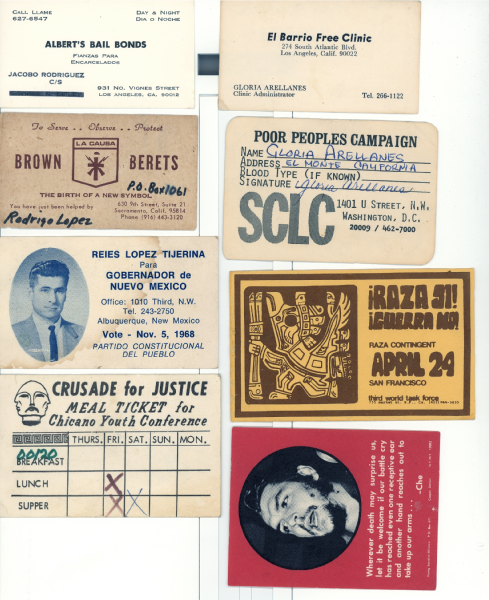 CALL LLAME
627-6547
DAY & NIGHT
DIA O NOCHE
ALBERT'S BAIL BONDS
FIANZAS PARA
ENCARCELADOS
JACOBO RODRIGUEZ
C/S
931 NO. VIGNES STREET
LOS ANGELES, CA. 90012
El Barrio Free Clinic
274 South Atlantic Blvd.
Los Angeles, Calif. 90022
GLORIA ARELLANES
Clinic Administrator
Tel. 266-1122
To Serve .. Observe .. Protect
LA CAUSA
BROWN BERETS
P.O. Box 1061
THE BIRTH OF A NEW SYMBOL
You have just been helped by
630 9th Street, Suite 21
Sacramento, Calif. 95814
Phone (916) 443-3120
Rodrigo Lopez
POOR PEOPLES CAMPAIGN
NAME GLORIA ARELLANES
ADDRESS EL MONTE CALIFORNIA
BLOOD TYPE (IF KNOWN)
SIGNATURE Gloria Arellanes
SCLC
1401 U STREET, N.W.
WASHINGTON, D.C.
20009 / 462-7000
REIES LOPEZ TIJERINA
Para
GOBERNADOR de
NUEVO MEXICO
Office: 1010 Third, N.W.
Tel. 243-2750
Albuquerque, New Mexico
Vote - Nov. 5, 1968
PARTIDO CONSTITUCIONAL
DEL PUEBLO
¡RAZA SI!
¡GUERRA NO!
RAZA CONTINGENT
APRIL 24
SAN FRANCISCO
third world task force
CRUSADE for JUSTICE
MEAL TICKET for
Chicano Youth Conference
THURS. FRI. SAT. SUN. MON.
BREAKFAST
LUNCH X
SUPPER X X
Wherever death may surprise us,
let it be welcome if our battle cry
has reached even one receptive ear
and another hand reaches out to
take up our arms . . .
-Che